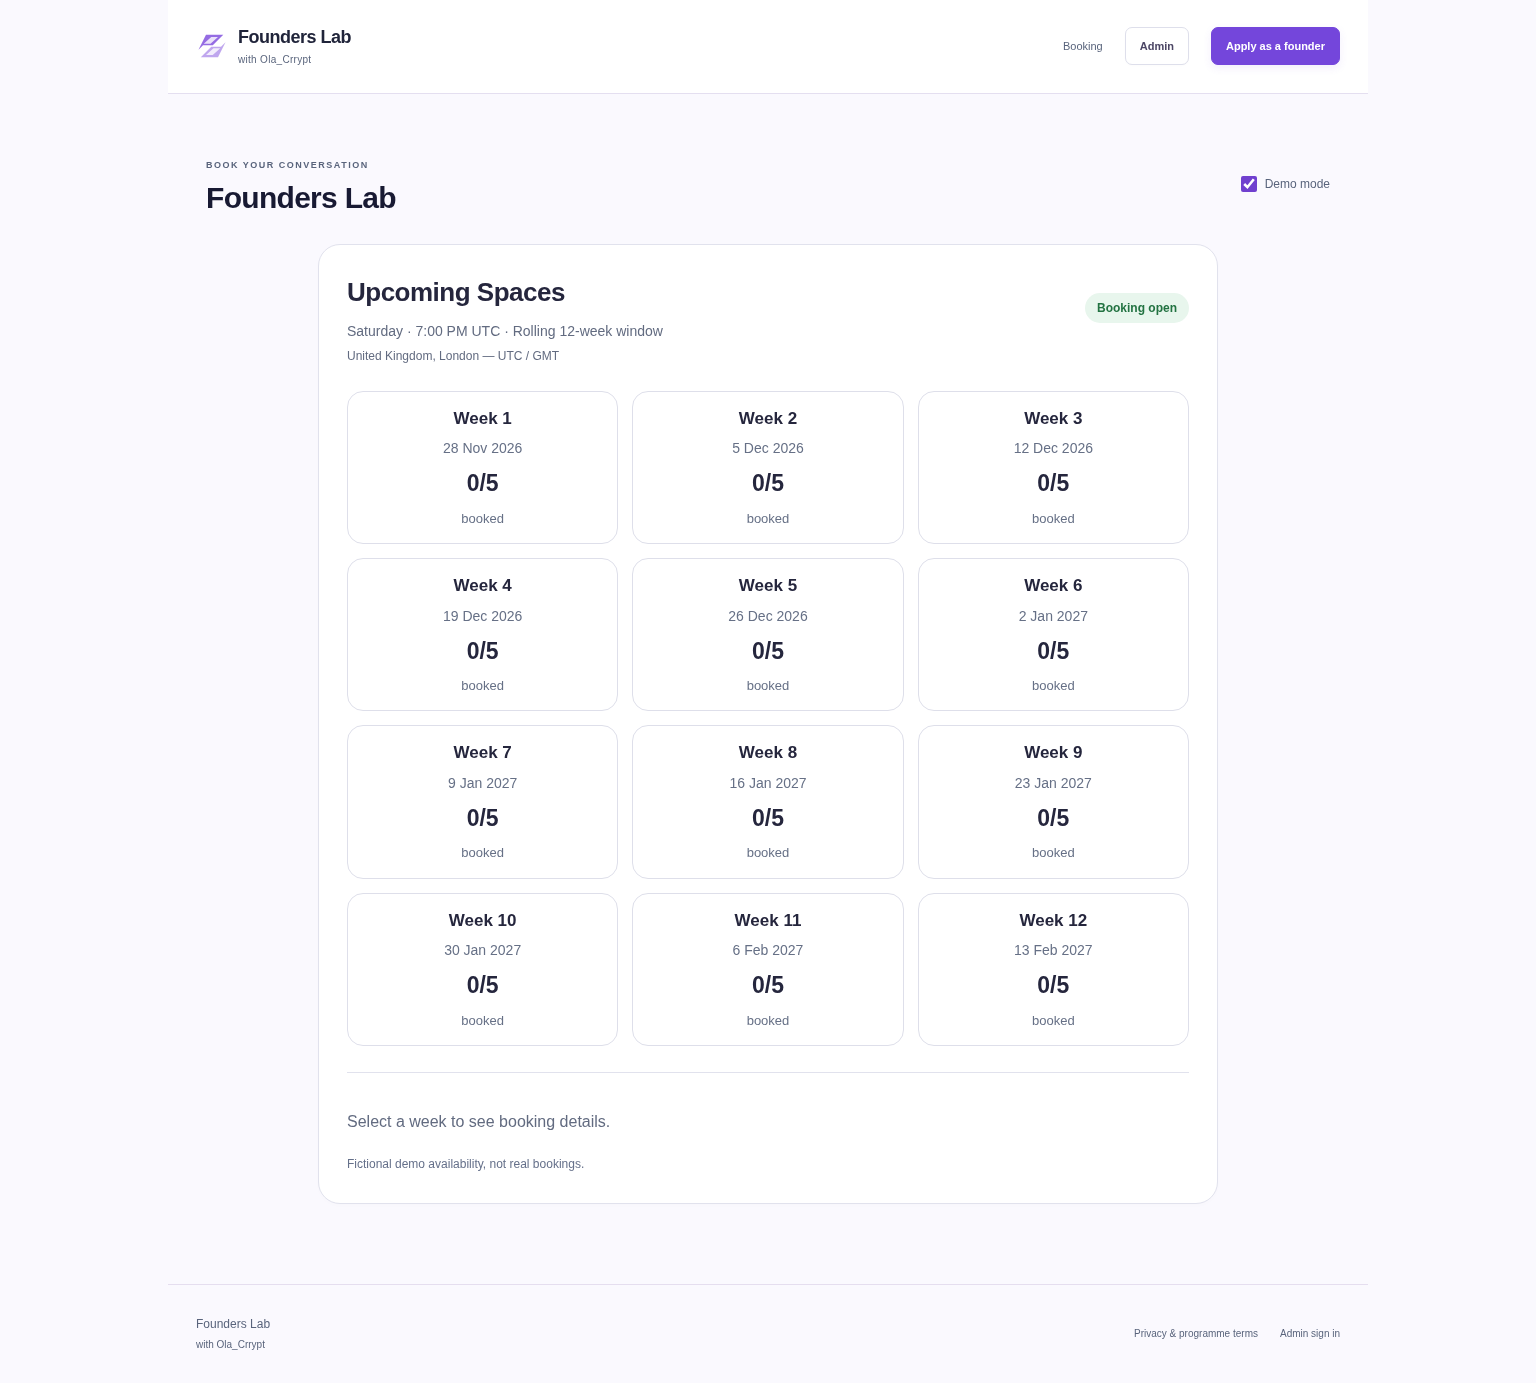 Founders Lab
with Ola_Crrypt
Booking
Admin
Apply as a founder
BOOK YOUR CONVERSATION
Founders Lab
Demo mode
Upcoming Spaces
Booking open
Saturday · 7:00 PM UTC · Rolling 12-week window
United Kingdom, London — UTC / GMT
Week 1
28 Nov 2026
0/5
booked
Week 2
5 Dec 2026
0/5
booked
Week 3
12 Dec 2026
0/5
booked
Week 4
19 Dec 2026
0/5
booked
Week 5
26 Dec 2026
0/5
booked
Week 6
2 Jan 2027
0/5
booked
Week 7
9 Jan 2027
0/5
booked
Week 8
16 Jan 2027
0/5
booked
Week 9
23 Jan 2027
0/5
booked
Week 10
30 Jan 2027
0/5
booked
Week 11
6 Feb 2027
0/5
booked
Week 12
13 Feb 2027
0/5
booked
Select a week to see booking details.
Fictional demo availability, not real bookings.
Founders Lab
with Ola_Crrypt
Privacy & programme terms
Admin sign in